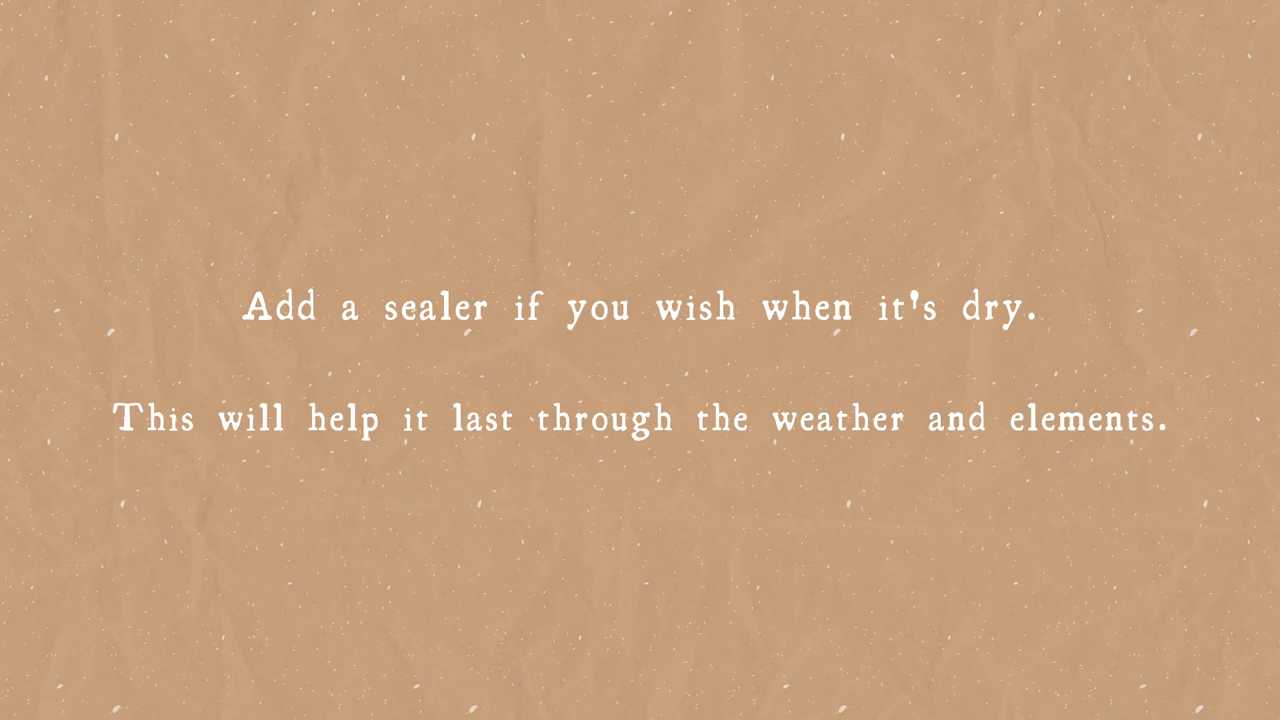 Add a sealer if you wish when it's dry.
This will help it last through the weather and elements.